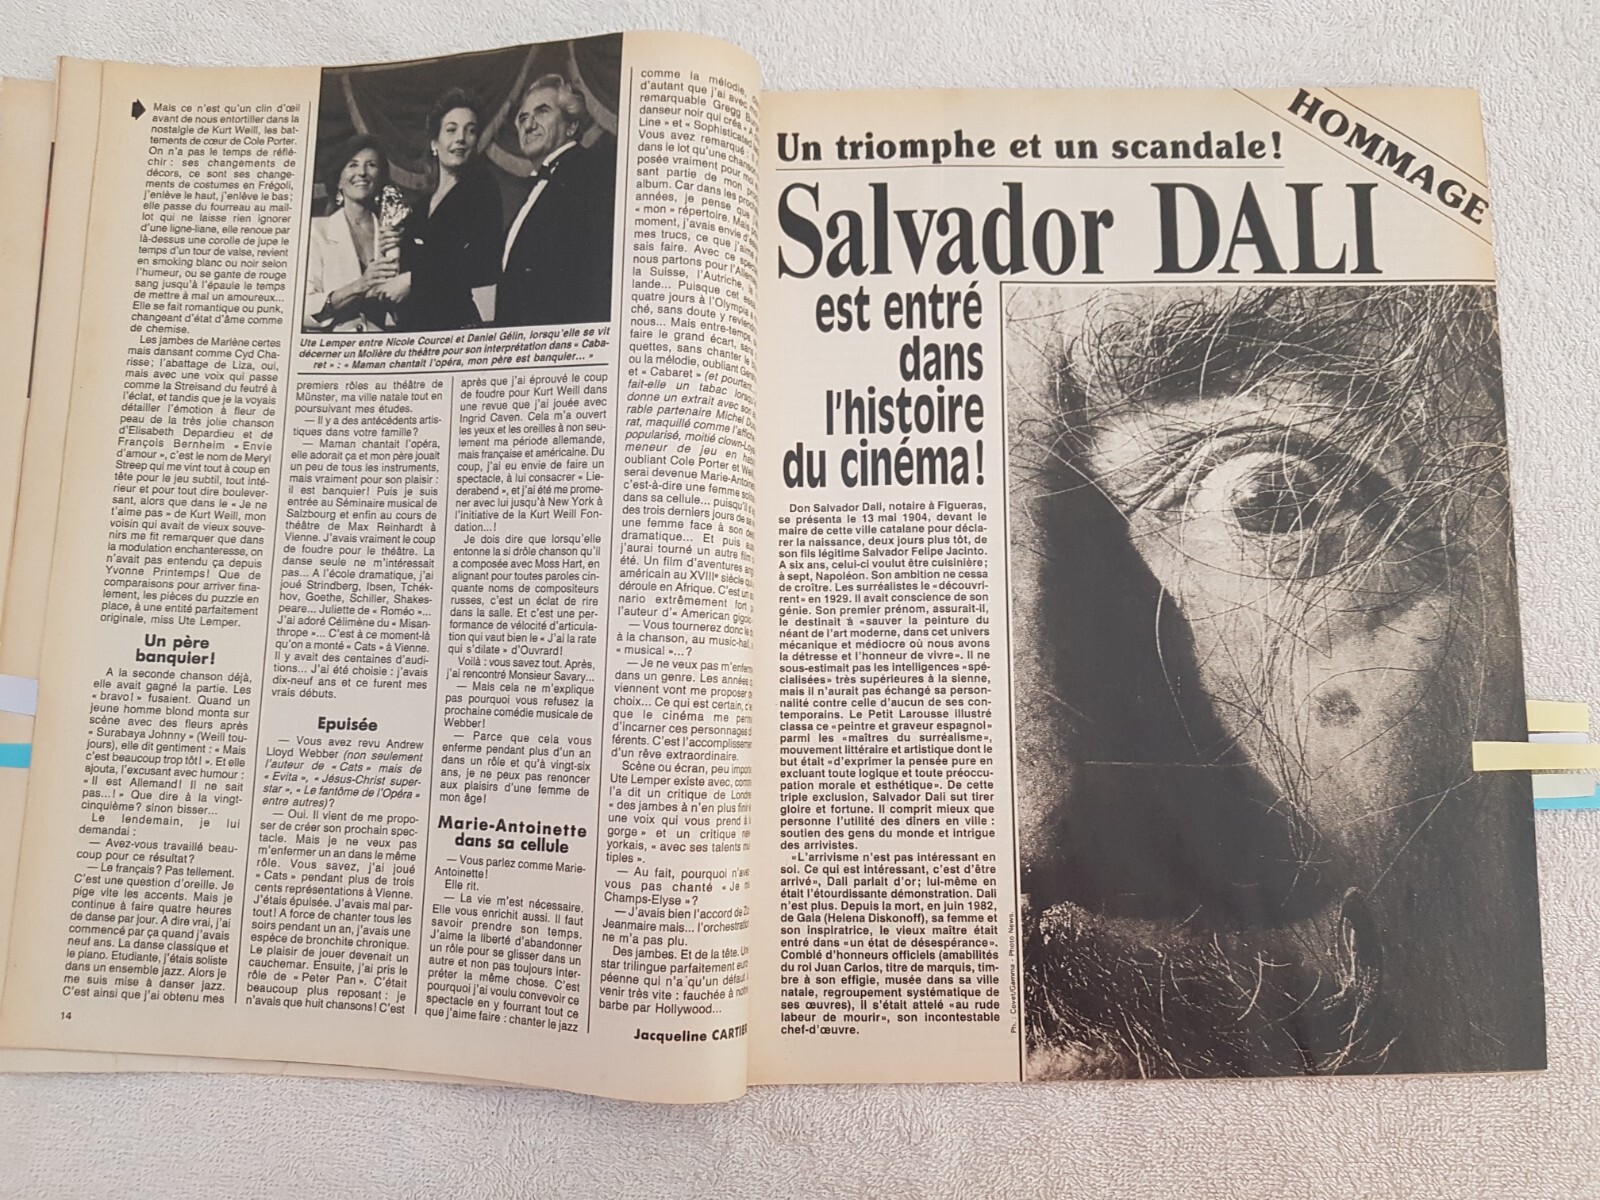 Mais ce n'est qu'un clin d'œil
avant de nous entortiller dans la
nostalgie de Kurt Weill, les bat-
tements de cœur de Cole Porter.
On n'a pas le temps de réflé-
chir : ses changements de
décors, ce sont ses change-
ments de costumes en Frégoli,
j'enlève le haut, j'enlève le bas ;
elle passe du fourreau au mail-
lot qui ne laisse rien ignorer
d'une ligne-liane, elle renoue par
là-dessus une corolle de jupe le
temps d'un tour de valse, revient
en smoking blanc ou noir selon
l'humeur, ou se gante de rouge
sang jusqu'à l'épaule le temps
de mettre à mal un amoureux...
Elle se fait romantique ou punk,
changeant d'état d'âme comme
de chemise.
Les jambes de Marlène certes
mais dansant comme Cyd Cha-
risse ; l'abattage de Liza, oui,
mais avec une voix qui passe
comme la Streisand du feutré à
l'éclat, et tandis que je la voyais
détailler l'émotion à fleur de
peau de la très jolie chanson
d'Elisabeth Depardieu et de
François Bernheim « Envie
d'amour », c'est le nom de Meryl
Streep qui me vint tout à coup en
tête pour le jeu subtil, tout inté-
rieur et pour tout dire boulever-
sant, alors que dans le « Je ne
t'aime pas » de Kurt Weill, mon
voisin qui avait de vieux souve-
nirs me fit remarquer que dans
la modulation enchanteresse, on
n'avait pas entendu ça depuis
Yvonne Printemps ! Que de
comparaisons pour arriver fina-
lement, les pièces du puzzle en
place, à une entité parfaitement
originale, miss Ute Lemper.
Un père
banquier!
A la seconde chanson déjà,
elle avait gagné la partie. Les
« bravo! » fusaient. Quand un
jeune homme blond monta sur
scène avec des fleurs après
« Surabaya Johnny » (Weill tou-
jours), elle dit gentiment : « Mais
c'est beaucoup trop tôt! ». Et elle
ajouta, l'excusant avec humour :
« Il est Allemand! Il ne sait
pas...! » Que dire à la vingt-
cinquième? sinon bisser...
Le lendemain, je lui
demandai :
— Avez-vous travaillé beau-
coup pour ce résultat?
— Le français? Pas tellement.
C'est une question d'oreille. Je
pige vite les accents. Mais je
continue à faire quatre heures
de danse par jour. A dire vrai, j'ai
commencé par ça quand j'avais
neuf ans. La danse classique et
le piano. Etudiante, j'étais soliste
dans un ensemble jazz. Alors je
me suis mise à danser jazz.
C'est ainsi que j'ai obtenu mes
14
Ute Lemper entre Nicole Courcel et Daniel Gélin, lorsqu'elle se vit
décerner un Molière du théâtre pour son interprétation dans « Caba-
ret » : « Maman chantait l'opéra, mon père est banquier... »
premiers rôles au théâtre de
Münster, ma ville natale tout en
poursuivant mes études.
— Il y a des antécédents artis-
tiques dans votre famille?
— Maman chantait l'opéra,
elle adorait ça et mon père jouait
un peu de tous les instruments,
mais vraiment pour son plaisir :
il est banquier! Puis je suis
entrée au Séminaire musical de
Salzbourg et enfin au cours de
théâtre de Max Reinhardt à
Vienne. J'avais vraiment le coup
de foudre pour le théâtre. La
danse seule ne m'intéressait
pas... A l'école dramatique, j'ai
joué Strindberg, Ibsen, Tchék-
hov, Goethe, Schiller, Shakes-
peare... Juliette de « Roméo »...
J'ai adoré Célimène du « Misan-
thrope »... C'est à ce moment-là
qu'on a monté « Cats » à Vienne.
Il y avait des centaines d'audi-
tions... J'ai été choisie : j'avais
dix-neuf ans et ce furent mes
vrais débuts.
Epuisée
— Vous avez revu Andrew
Lloyd Webber (non seulement
l'auteur de « Cats » mais de
« Evita », « Jésus-Christ super-
star », « Le fantôme de l'Opéra »
entre autres)?
— Oui. Il vient de me propo-
ser de créer son prochain spec-
tacle. Mais je ne veux pas
m'enfermer un an dans le même
rôle. Vous savez, j'ai joué
« Cats » pendant plus de trois
cents représentations à Vienne.
J'étais épuisée. J'avais mal par-
tout! A force de chanter tous les
soirs pendant un an, j'avais une
espèce de bronchite chronique.
Le plaisir de jouer devenait un
cauchemar. Ensuite, j'ai pris le
rôle de « Peter Pan ». C'était
beaucoup plus reposant : je
n'avais que huit chansons! C'est
après que j'ai éprouvé le coup
de foudre pour Kurt Weill dans
une revue que j'ai jouée avec
Ingrid Caven. Cela m'a ouvert
les yeux et les oreilles à non seu-
lement ma période allemande,
mais française et américaine. Du
coup, j'ai eu envie de faire un
spectacle, à lui consacrer « Lie-
derabend », et j'ai été me prome-
ner avec lui jusqu'à New York à
l'initiative de la Kurt Weill Fon-
dation...!
Je dois dire que lorsqu'elle
entonne la si drôle chanson qu'il
a composée avec Moss Hart, en
alignant pour toutes paroles cin-
quante noms de compositeurs
russes, c'est un éclat de rire
dans la salle. Et c'est une per-
formance de vélocité d'articula-
tion qui vaut bien le « J'ai la rate
qui s'dilate » d'Ouvrard!
Voilà : vous savez tout. Après,
j'ai rencontré Monsieur Savary...
— Mais cela ne m'explique
pas pourquoi vous refusez la
prochaine comédie musicale de
Webber!
— Parce que cela vous
enferme pendant plus d'un an
dans un rôle et qu'à vingt-six
ans, je ne peux pas renoncer
aux plaisirs d'une femme de
mon âge!
Marie-Antoinette
dans sa cellule
— Vous parlez comme Marie-
Antoinette!
Elle rit.
— La vie m'est nécessaire.
Elle vous enrichit aussi. Il faut
savoir prendre son temps.
J'aime la liberté d'abandonner
un rôle pour se glisser dans un
autre et non pas toujours inter-
préter la même chose. C'est
pourquoi j'ai voulu convevoir ce
spectacle en y fourrant tout ce
que j'aime faire : chanter le jazz
comme la mélodie,
d'autant que j'ai avec
remarquable Gregg
danseur noir qui créa « A
Line » et « Sophisticated
Vous avez remarqué
dans le lot qu'une chanson
posée vraiment pour moi
sant partie de mon
album. Car dans les
années, je pense que
« mon » répertoire. Mais
moment, j'avais envie
mes trucs, ce que j'aime
sais faire. Avec ce
nous partons pour
la Suisse, l'Autriche,
lande... Puisque cet
quatre jours à l'Olympia
ché, sans doute y
nous... Mais entre-temps
faire le grand écart,
quettes, sans chanter le
ou la mélodie, oubliant
et « Cabaret » (et pourtant
fait-elle un tabac
donne un extrait avec son
rable partenaire Michel
rat, maquillé comme
popularisé, moitié
meneur de jeu en
oubliant Cole Porter et
serai devenue
c'est-à-dire une femme
dans sa cellule... puisqu'il
des trois derniers jours de
une femme face à son
dramatique... Et puis
j'aurai tourné un autre film
été. Un film d'aventures
américain au XVIIIe siècle
déroule en Afrique. C'est un
nario extrêmement fort
l'auteur d'« American
— Vous tournerez donc le
à la chanson, au music-hall,
« musical »...?
— Je ne veux pas
dans un genre. Les années
viennent vont me proposer
choix... Ce qui est certain,
que le cinéma me
d'incarner ces personnages
férents. C'est
d'un rêve extraordinaire.
Scène ou écran, peu
Ute Lemper existe avec,
l'a dit un critique de
« des jambes à n'en plus
une voix qui vous prend
gorge » et un critique
yorkais, « avec ses talents
tiples ».
— Au fait, pourquoi
vous pas chanté « Je
Champs-Elyse »?
— J'avais bien l'accord de
Jeanmaire mais...
ne m'a pas plu.
Des jambes. Et de la tête.
star trilingue parfaitement
péenne qui n'a qu'un
venir très vite : fauchée à
barbe par Hollywood...
Jacqueline CARTIER
HOMMAGE
Un triomphe et un scandale!
Salvador DALI
est entré
dans
l'histoire
du cinéma!
Don Salvador Dali, notaire à Figueras,
se présenta le 13 mai 1904, devant le
maire de cette ville catalane pour décla-
rer la naissance, deux jours plus tôt, de
son fils légitime Salvador Felipe Jacinto.
A six ans, celui-ci voulut être cuisinière ;
à sept, Napoléon. Son ambition ne cessa
de croître. Les surréalistes le «découvri-
rent» en 1929. Il avait conscience de son
génie. Son premier prénom, assurait-il,
le destinait à «sauver la peinture du
néant de l'art moderne, dans cet univers
mécanique et médiocre où nous avons
la détresse et l'honneur de vivre». Il ne
sous-estimait pas les intelligences «spé-
cialisées» très supérieures à la sienne,
mais il n'aurait pas échangé sa person-
nalité contre celle d'aucun de ses con-
temporains. Le Petit Larousse illustré
classa ce «peintre et graveur espagnol»
parmi les «maîtres du surréalisme»,
mouvement littéraire et artistique dont le
but était «d'exprimer la pensée pure en
excluant toute logique et toute préoccu-
pation morale et esthétique». De cette
triple exclusion, Salvador Dali sut tirer
gloire et fortune. Il comprit mieux que
personne l'utilité des dîners en ville :
soutien des gens du monde et intrigue
des arrivistes.
«L'arrivisme n'est pas intéressant en
soi. Ce qui est intéressant, c'est d'être
arrivé», Dali parlait d'or; lui-même en
était l'étourdissante démonstration. Dali
n'est plus. Depuis la mort, en juin 1982,
de Gala (Helena Diskonoff), sa femme et
son inspiratrice, le vieux maître était
entré dans «un état de désespérance».
Comblé d'honneurs officiels (amabilités
du roi Juan Carlos, titre de marquis, tim-
bre à son effigie, musée dans sa ville
natale, regroupement systématique de
ses œuvres), il s'était attelé «au rude
labeur de mourir», son incontestable
chef-d'œuvre.
Ph. : Covet/Gamma - Photo News.